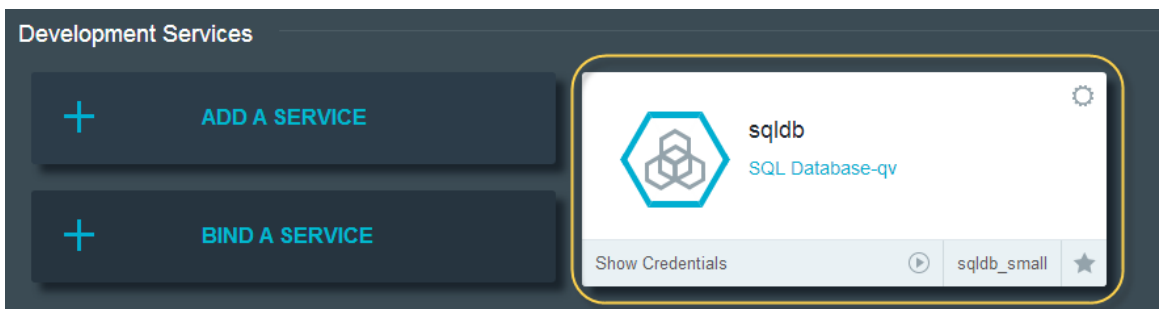 Development Services
ADD A SERVICE
BIND A SERVICE
sqldb
SQL Database-qv
Show Credentials
sqldb_small